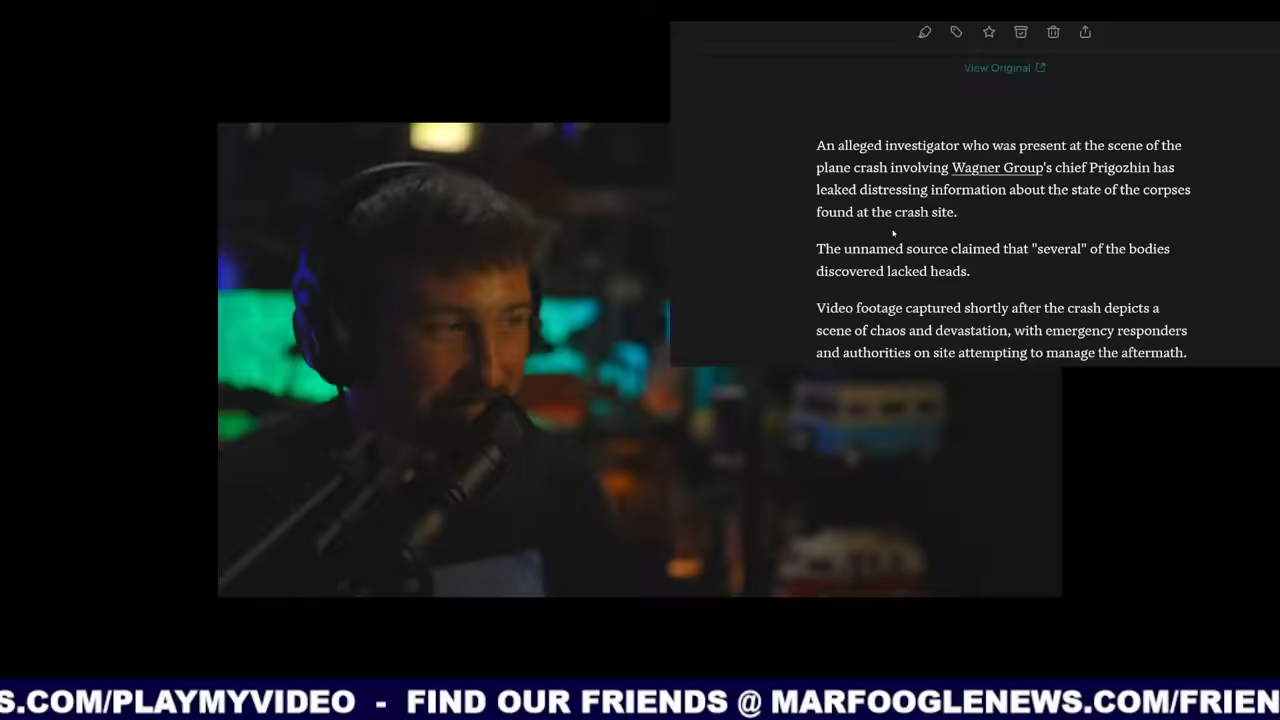 View Original
An alleged investigator who was present at the scene of the
plane crash involving Wagner Group's chief Prigozhin has
leaked distressing information about the state of the corpses
found at the crash site.
The unnamed source claimed that "several" of the bodies
discovered lacked heads.
Video footage captured shortly after the crash depicts a
scene of chaos and devastation, with emergency responders
and authorities on site attempting to manage the aftermath.
S.COM/PLAYMYVIDEO - FIND OUR FRIENDS @ MARFOOGLENEWS.COM/FRIEN